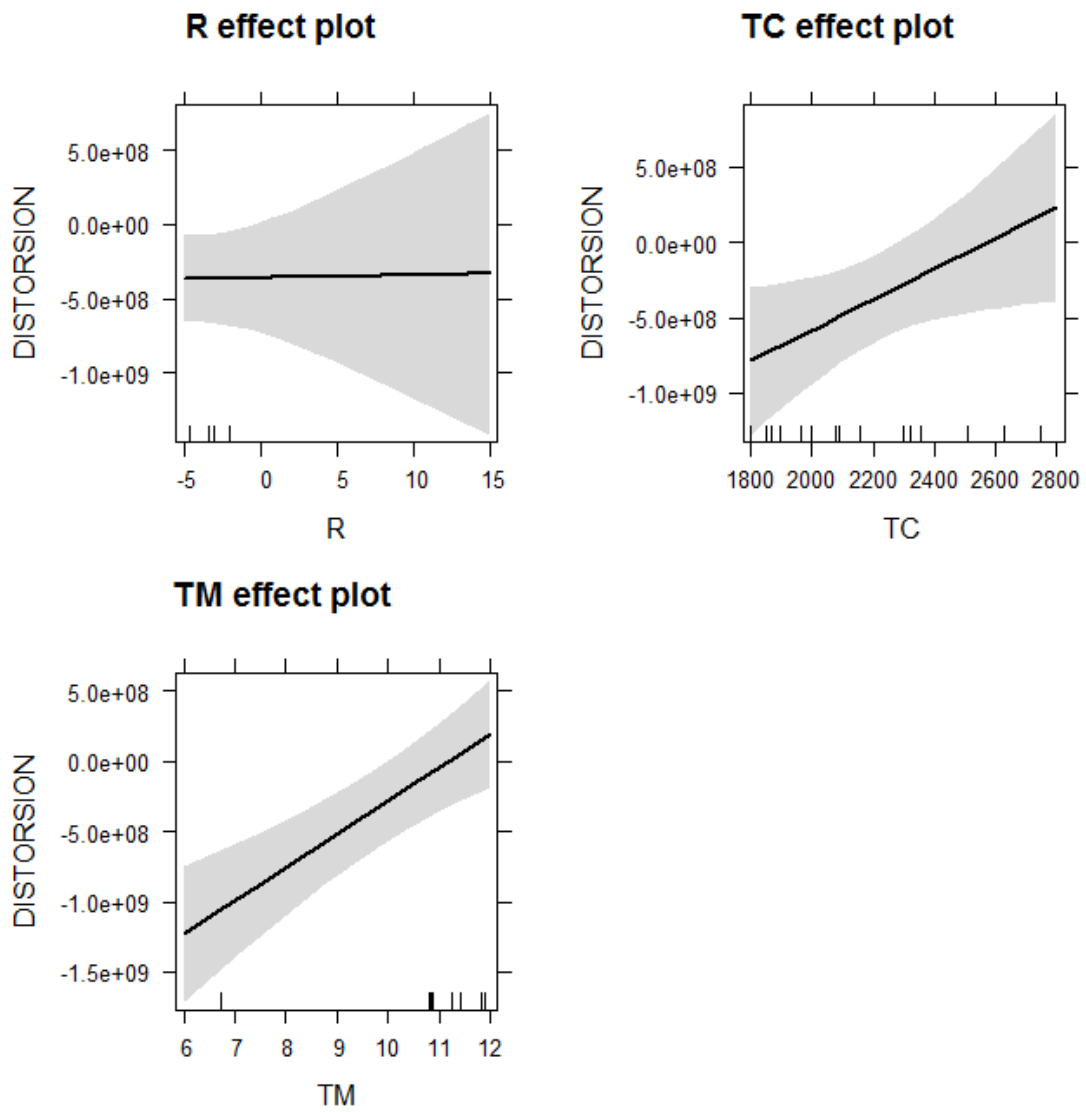 R effect plot
DISTORSION
5.0e+08
0.0e+00
-5.0e+08
-1.0e+09
-5 0 5 10 15
R
TC effect plot
DISTORSION
5.0e+08
0.0e+00
-5.0e+08
-1.0e+09
1800 2000 2200 2400 2600 2800
TC
TM effect plot
DISTORSION
5.0e+08
0.0e+00
-5.0e+08
-1.0e+09
-1.5e+09
6 7 8 9 10 11 12
TM